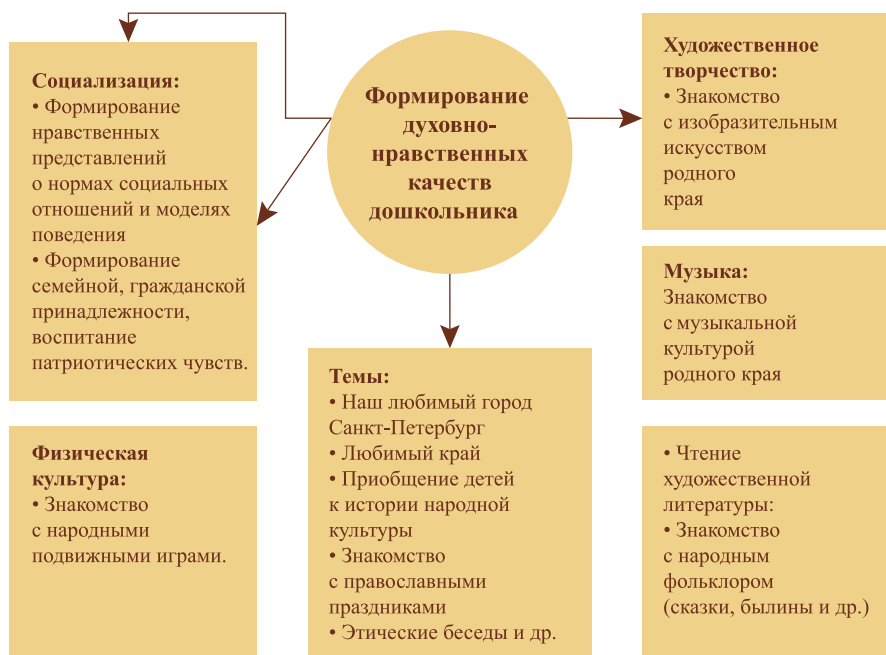 Социализация:
• Формирование
нравственных
представлений
о нормах социальных
отношений и моделях
поведения
• Формирование
семейной, гражданской
принадлежности,
воспитание
патриотических чувств.
Формирование
духовно-
нравственных
качеств
дошкольника
Художественное
творчество:
• Знакомство
с изобразительным
искусством
родного
края
Музыка:
Знакомство
с музыкальной
культурой
родного края
Физическая
культура:
• Знакомство
с народными
подвижными играми.
Темы:
• Наш любимый город
Санкт-Петербург
• Любимый край
• Приобщение детей
к истории народной
культуры
• Знакомство
с православными
праздниками
• Этические беседы и др.
• Чтение
художественной
литературы:
• Знакомство
с народным
фольклором
(сказки, былины и др.)